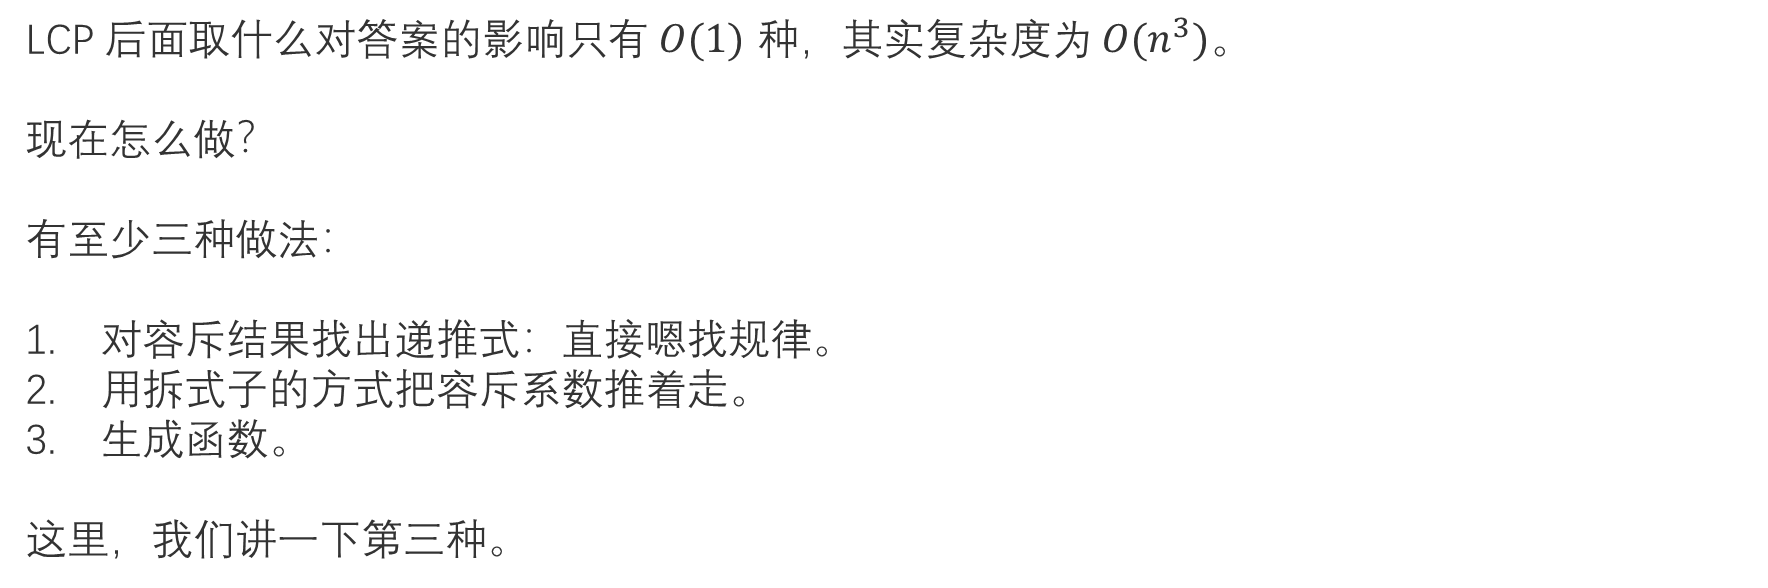 LCP 后面取什么对答案的影响只有 O(1) 种，其实复杂度为 O(n³)。
现在怎么做？
有至少三种做法：
1. 对容斥结果找出递推式：直接嗯找规律。
2. 用拆式子的方式把容斥系数推着走。
3. 生成函数。
这里，我们讲一下第三种。